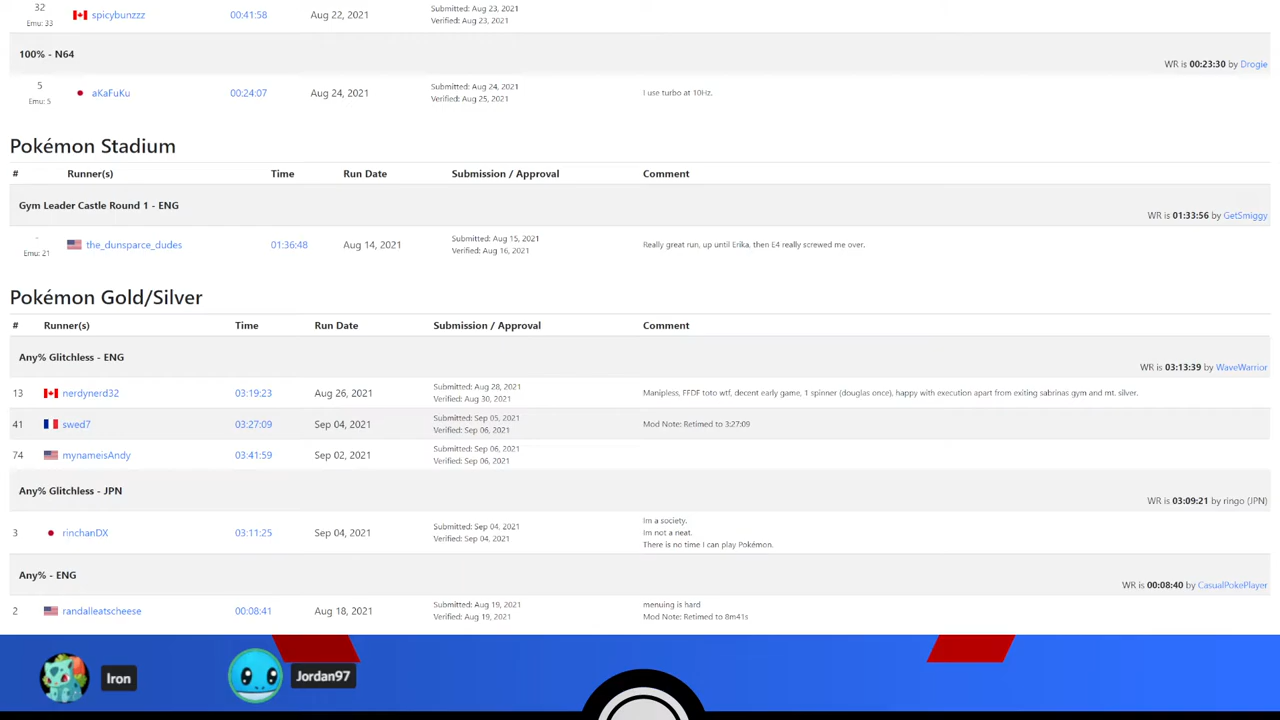 32 spicybunzzz 00:41:58 Aug 22, 2021 Submitted: Aug 23, 2021
Emu: 33 Verified: Aug 23, 2021
100% - N64
WR is 00:23:30 by Drogie
5 aKaFuKu 00:24:07 Aug 24, 2021 Submitted: Aug 24, 2021 I use turbo at 10Hz.
Emu: 5 Verified: Aug 25, 2021
Pokémon Stadium
# Runner(s) Time Run Date Submission / Approval Comment
Gym Leader Castle Round 1 - ENG
WR is 01:33:56 by GetSmiggy
- the_dunsparce_dudes 01:36:48 Aug 14, 2021 Submitted: Aug 15, 2021 Really great run, up until Erika, then E4 really screwed me over.
Emu: 21 Verified: Aug 16, 2021
Pokémon Gold/Silver
# Runner(s) Time Run Date Submission / Approval Comment
Any% Glitchless - ENG
WR is 03:13:39 by WaveWarrior
13 nerdynerd32 03:19:23 Aug 26, 2021 Submitted: Aug 28, 2021 Manipless, FFDF toto wtf, decent early game, 1 spinner (douglas once), happy with execution apart from exiting sabrinas gym and mt. silver.
Verified: Aug 30, 2021
41 swed7 03:27:09 Sep 04, 2021 Submitted: Sep 05, 2021 Mod Note: Retimed to 3:27:09
Verified: Sep 06, 2021
74 mynameisAndy 03:41:59 Sep 02, 2021 Submitted: Sep 06, 2021
Verified: Sep 06, 2021
Any% Glitchless - JPN
WR is 03:09:21 by ringo (JPN)
3 rinchanDX 03:11:25 Sep 04, 2021 Submitted: Sep 04, 2021 Im a society.
Verified: Sep 04, 2021 Im not a neat.
There is no time I can play Pokémon.
Any% - ENG
WR is 00:08:40 by CasualPokePlayer
2 randalleatscheese 00:08:41 Aug 18, 2021 Submitted: Aug 19, 2021 menuing is hard
Verified: Aug 19, 2021 Mod Note: Retimed to 8m41s
Iron Jordan97